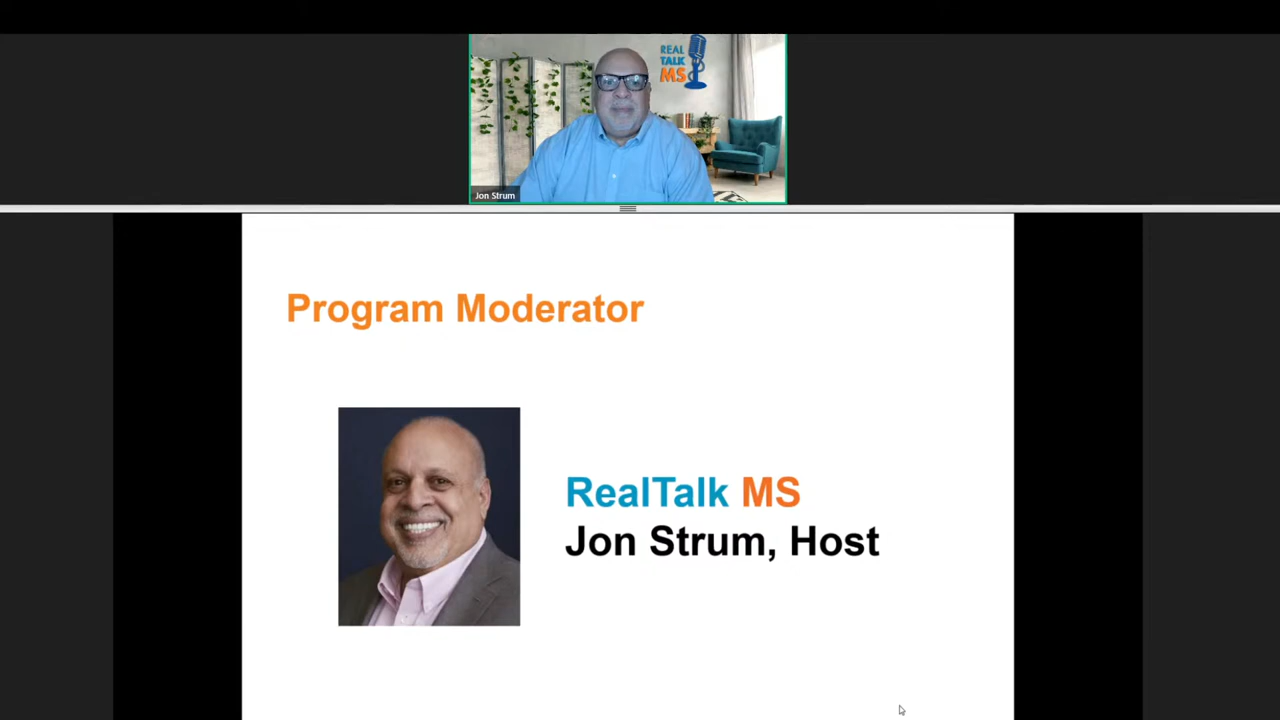 REAL
TALK
MS
Jon Strum
Program Moderator
RealTalk MS
Jon Strum, Host